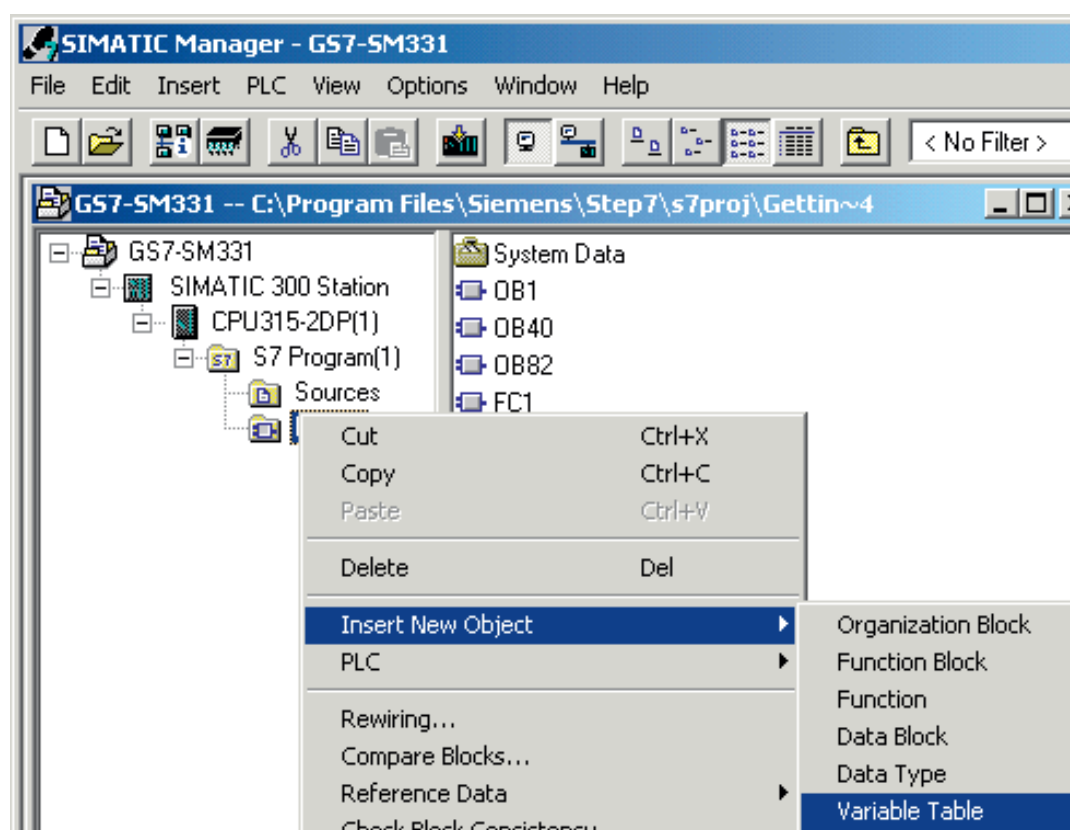 SIMATIC Manager - GS7-SM331
File Edit Insert PLC View Options Window Help
< No Filter >
GS7-SM331 -- C:\Program Files\Siemens\Step7\s7proj\Gettin~4
GS7-SM331
SIMATIC 300 Station
CPU315-2DP(1)
S7 Program(1)
Sources
System Data
OB1
OB40
OB82
FC1
Cut Ctrl+X
Copy Ctrl+C
Paste Ctrl+V
Delete Del
Insert New Object
PLC
Rewiring...
Compare Blocks...
Reference Data
Check Block Consistency
Organization Block
Function Block
Function
Data Block
Data Type
Variable Table